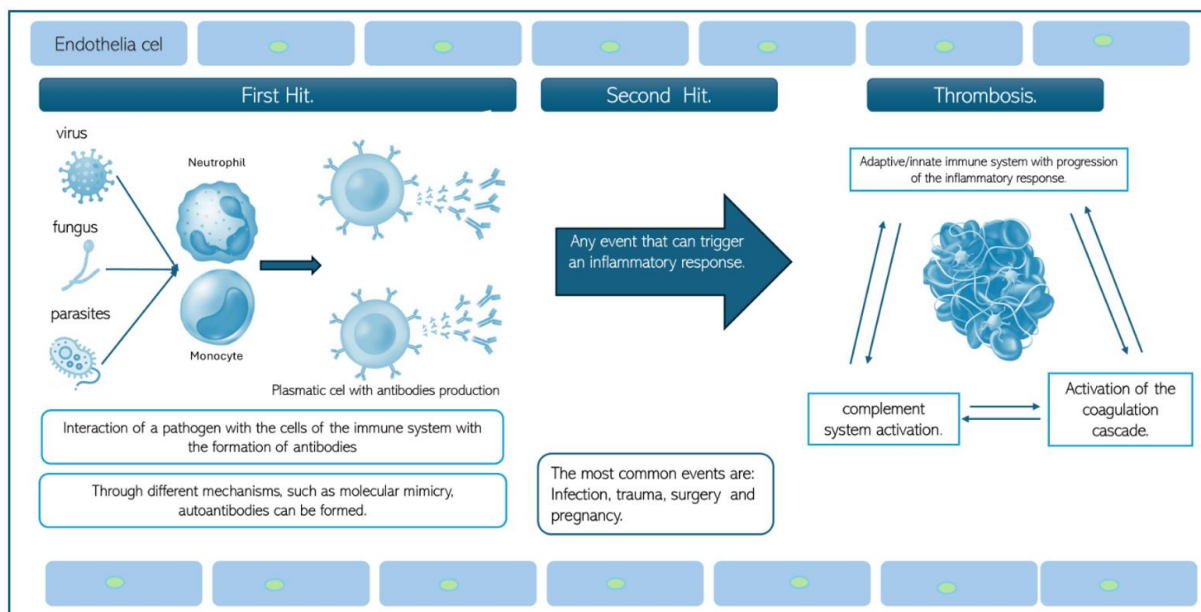 Endothelia cel
First Hit.
virus
fungus
parasites
Neutrophil
Monocyte
Plasmatic cel with antibodies production
Interaction of a pathogen with the cells of the immune system with
the formation of antibodies
Through different mechanisms, such as molecular mimicry,
autoantibodies can be formed.
Second Hit.
Any event that can trigger
an inflammatory response.
The most common events are:
Infection, trauma, surgery and
pregnancy.
Thrombosis.
Adaptive/innate immune system with progression
of the inflammatory response.
complement
system activation.
Activation of the
coagulation
cascade.